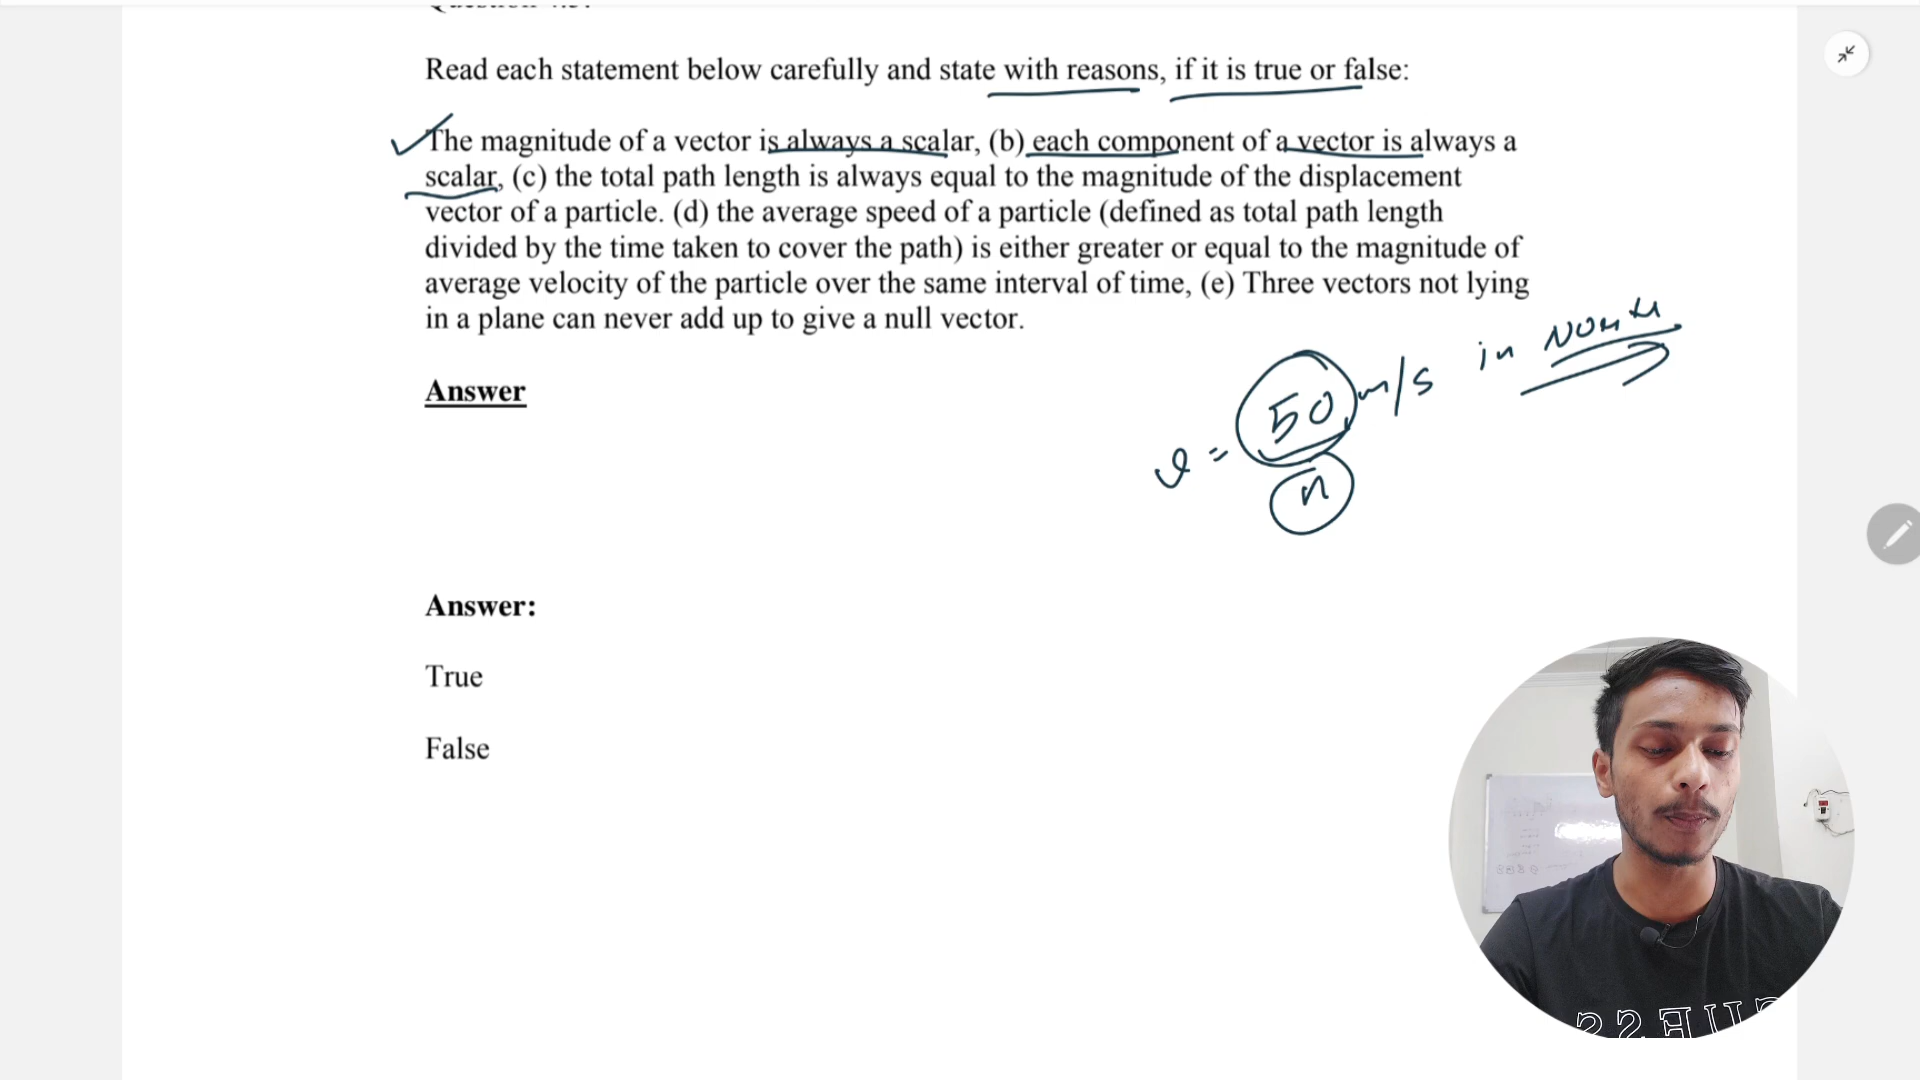 Read each statement below carefully and state with reasons, if it is true or false:
The magnitude of a vector is always a scalar, (b) each component of a vector is always a
scalar, (c) the total path length is always equal to the magnitude of the displacement
vector of a particle. (d) the average speed of a particle (defined as total path length
divided by the time taken to cover the path) is either greater or equal to the magnitude of
average velocity of the particle over the same interval of time, (e) Three vectors not lying
in a plane can never add up to give a null vector.
Answer
v = 50 m/s in North
n
Answer:
True
False